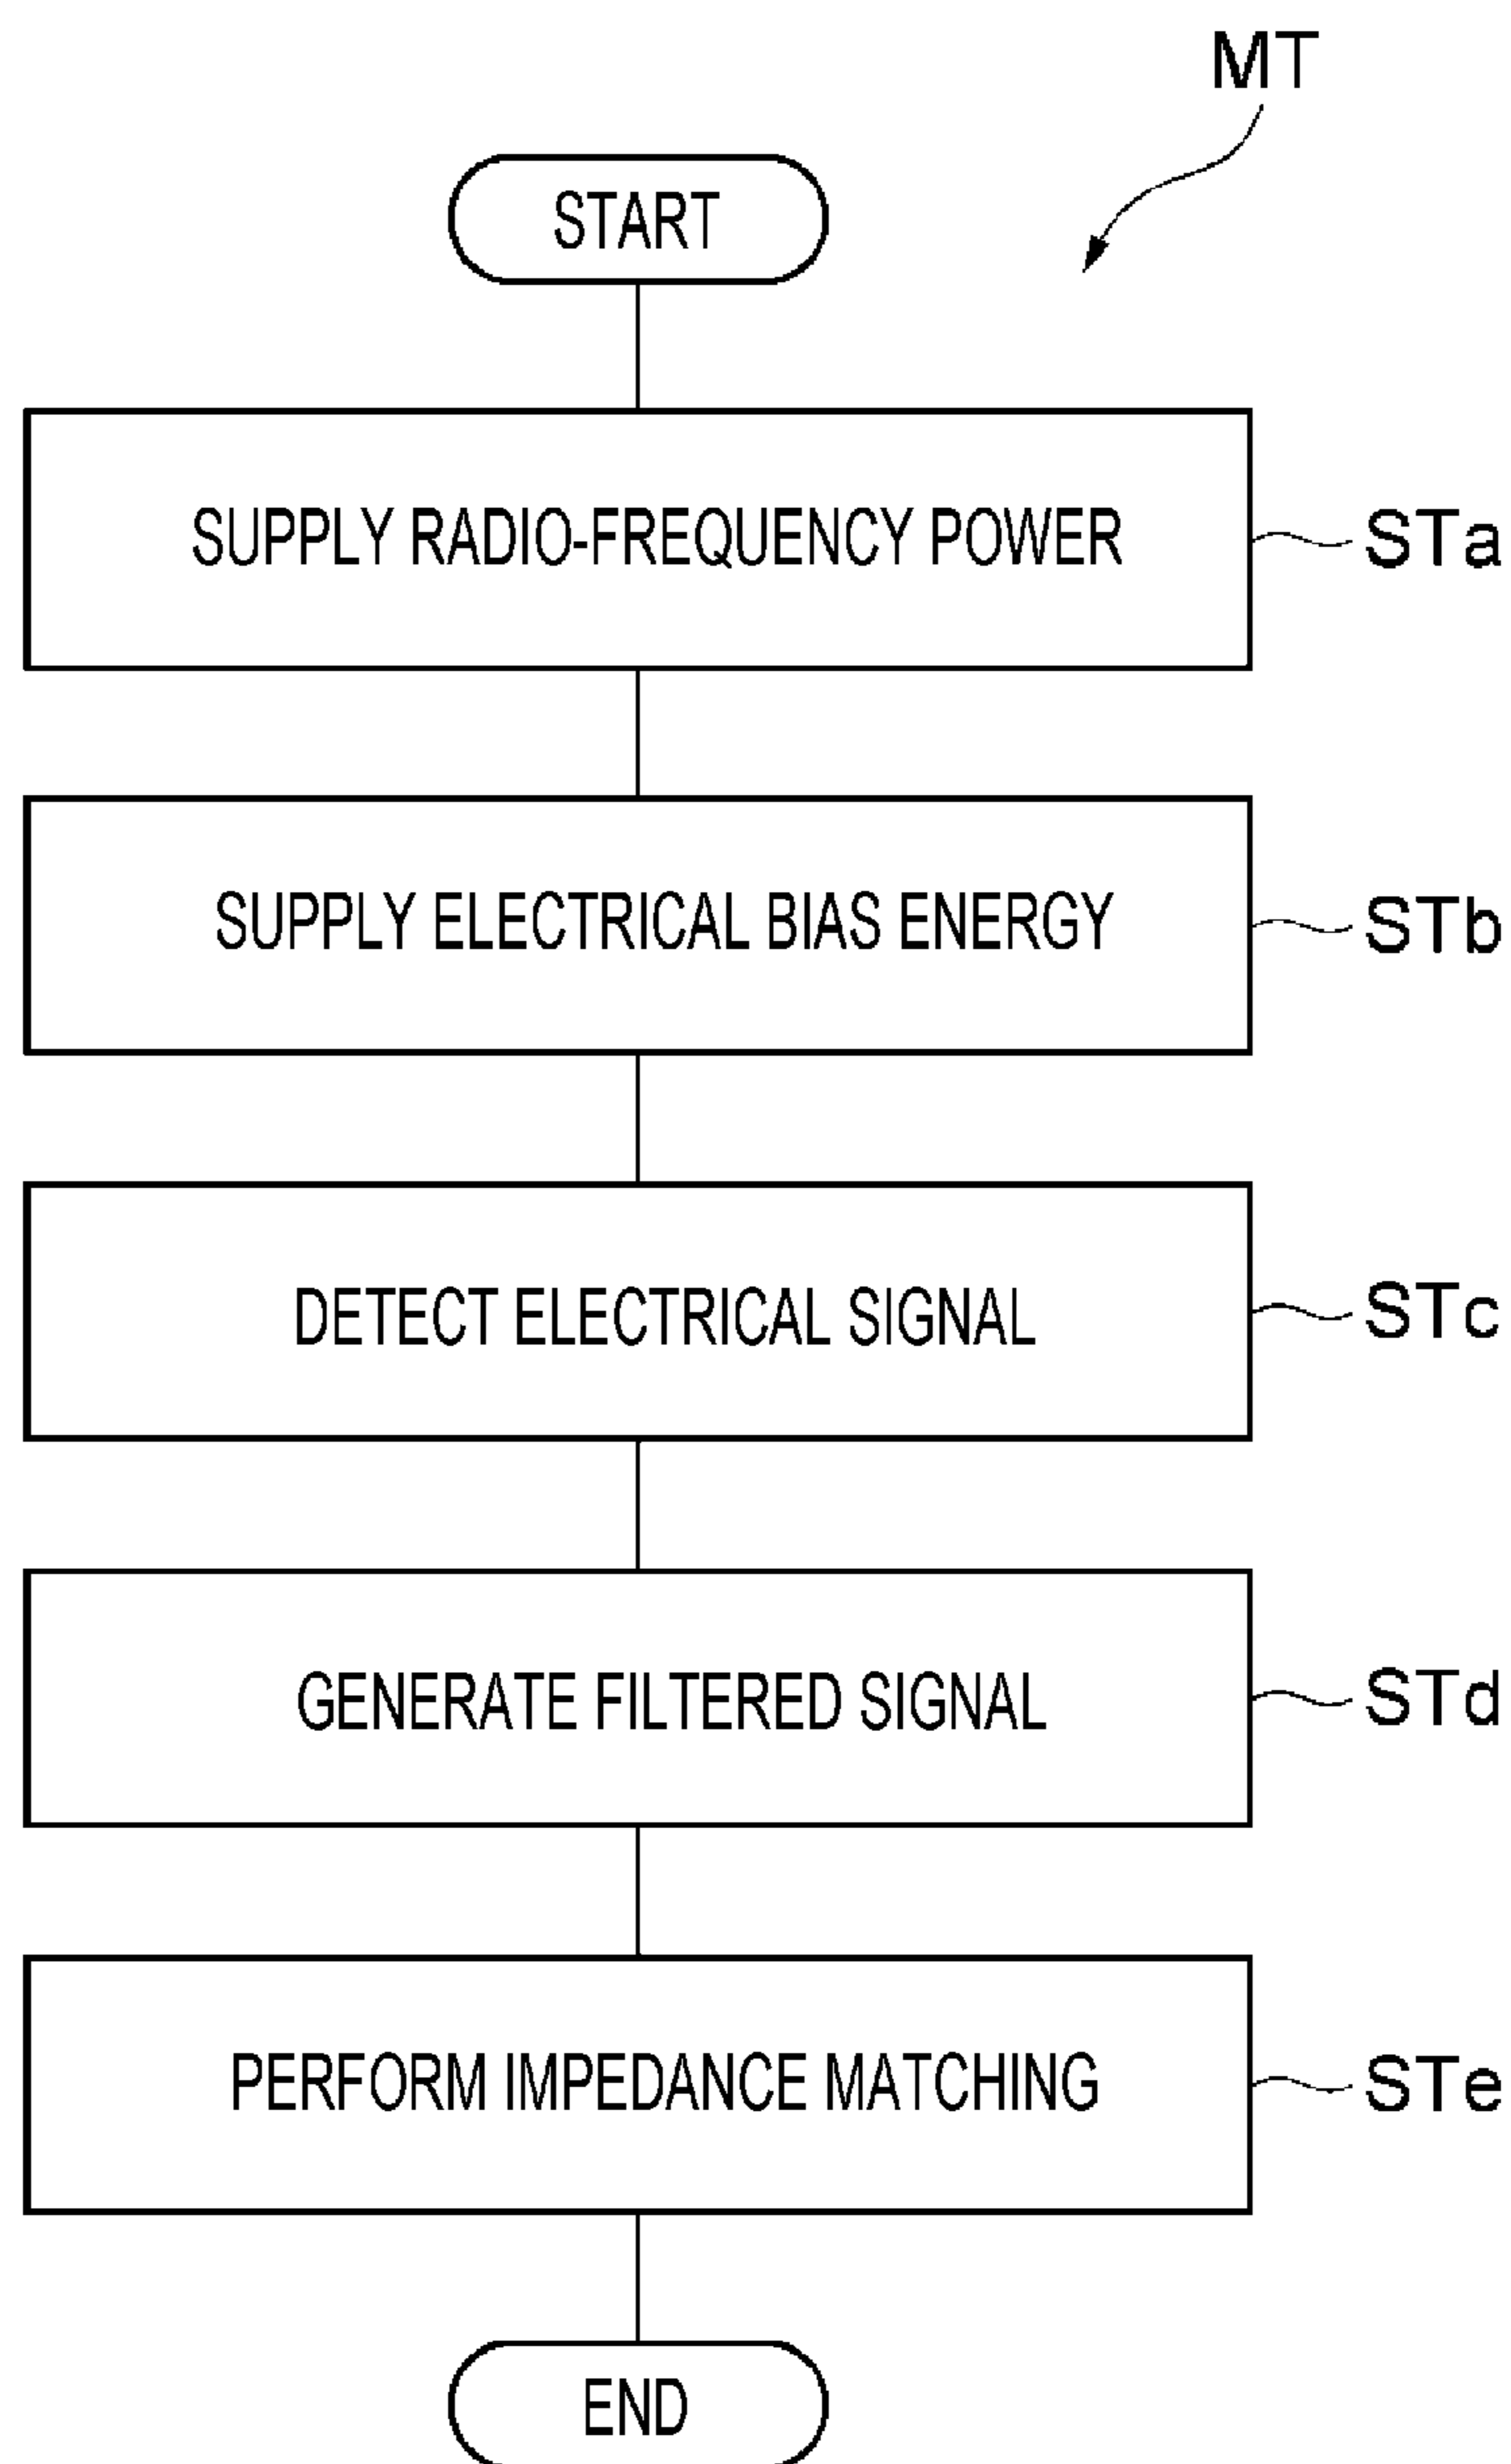 MT
START
SUPPLY RADIO-FREQUENCY POWER
STa
SUPPLY ELECTRICAL BIAS ENERGY
STb
DETECT ELECTRICAL SIGNAL
STc
GENERATE FILTERED SIGNAL
STd
PERFORM IMPEDANCE MATCHING
STe
END